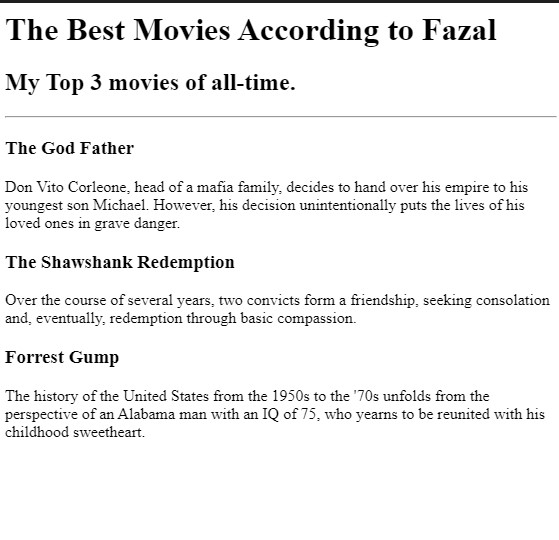 The Best Movies According to Fazal
My Top 3 movies of all-time.
The God Father
Don Vito Corleone, head of a mafia family, decides to hand over his empire to his
youngest son Michael. However, his decision unintentionally puts the lives of his
loved ones in grave danger.
The Shawshank Redemption
Over the course of several years, two convicts form a friendship, seeking consolation
and, eventually, redemption through basic compassion.
Forrest Gump
The history of the United States from the 1950s to the '70s unfolds from the
perspective of an Alabama man with an IQ of 75, who yearns to be reunited with his
childhood sweetheart.